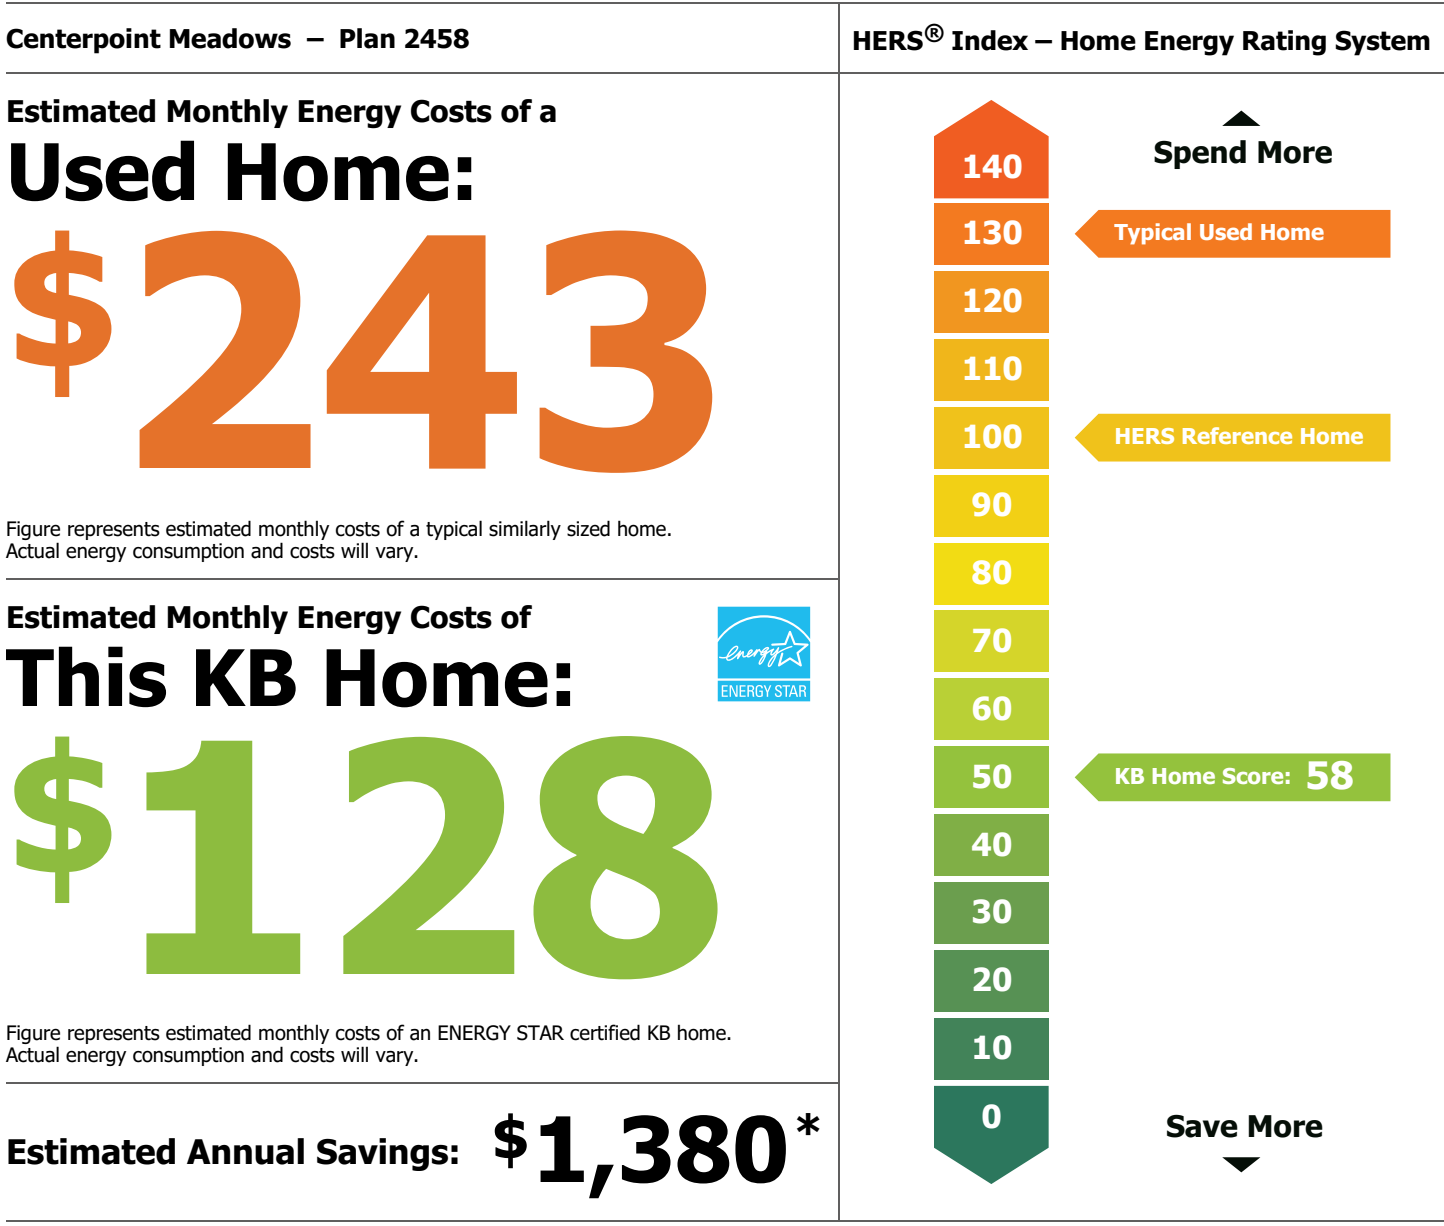 Centerpoint Meadows – Plan 2458
Estimated Monthly Energy Costs of a
Used Home:
$243
Figure represents estimated monthly costs of a typical similarly sized home.
Actual energy consumption and costs will vary.
Estimated Monthly Energy Costs of
This KB Home:
energy
ENERGY STAR
$128
Figure represents estimated monthly costs of an ENERGY STAR certified KB home.
Actual energy consumption and costs will vary.
Estimated Annual Savings: $1,380*
HERS® Index – Home Energy Rating System
Spend More
140
130
Typical Used Home
120
110
100
HERS Reference Home
90
80
70
60
50
KB Home Score: 58
40
30
20
10
0
Save More